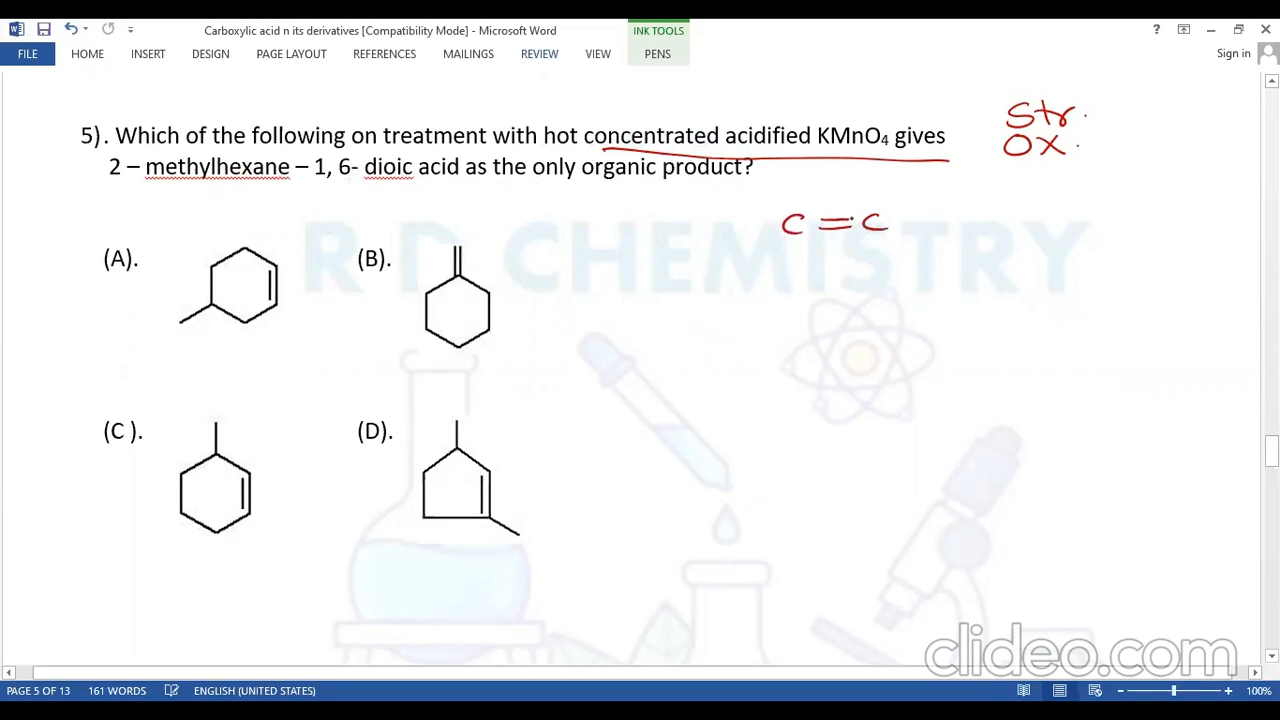 Carboxylic acid n its derivatives [Compatibility Mode] - Microsoft Word
INK TOOLS
?
FILE HOME INSERT DESIGN PAGE LAYOUT REFERENCES MAILINGS REVIEW VIEW PENS
Sign in
Str.
OX.
5). Which of the following on treatment with hot concentrated acidified KMnO₄ gives
2 – methylhexane – 1, 6- dioic acid as the only organic product?
C = C
R D CHEMISTRY
(A). (B).
(C ). (D).
clideo.com
PAGE 5 OF 13 161 WORDS ENGLISH (UNITED STATES) 100%